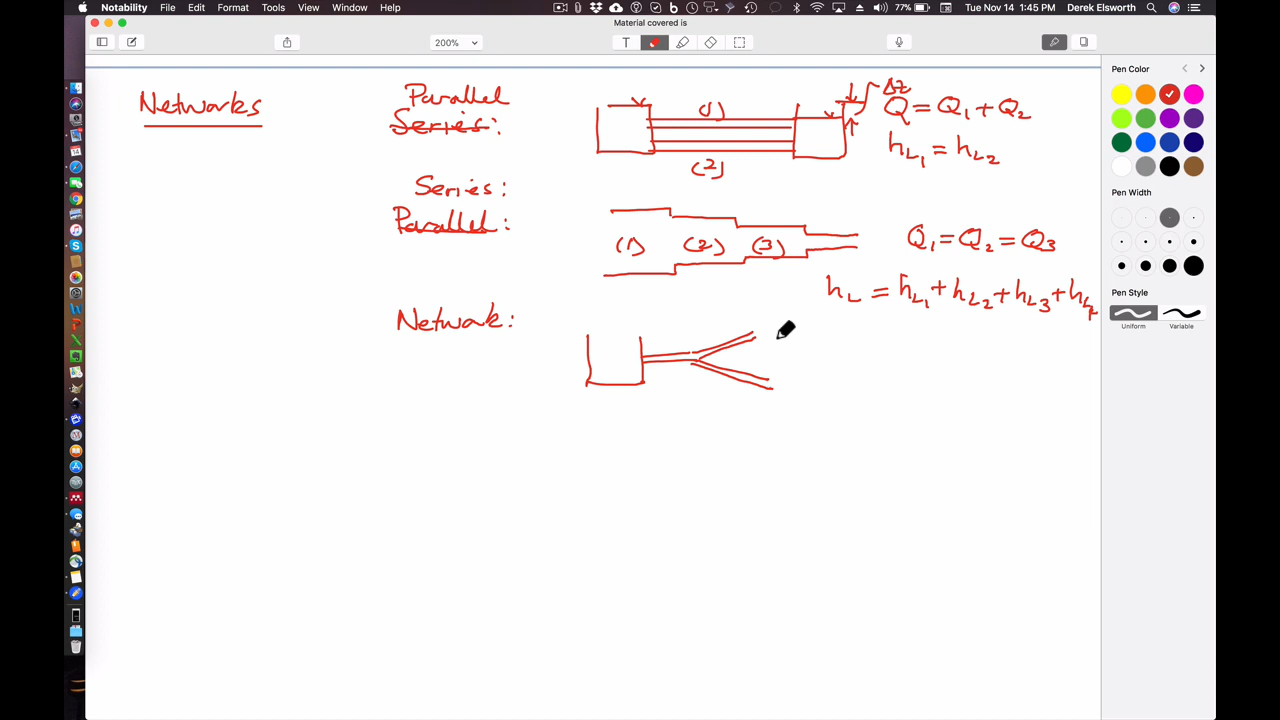 Notability File Edit Format Tools View Window Help 77% Tue Nov 14 1:45 PM Derek Elsworth
Material covered is
200%
T
Pen Color
Pen Width
Pen Style
Uniform Variable
Networks
Parallel
Series:
(1)
(2)
Δz
Q = Q1 + Q2
hL1 = hL2
Series:
Parallel:
(1) (2) (3)
Q1 = Q2 = Q3
hL = hL1 + hL2 + hL3 + hL4
Network: